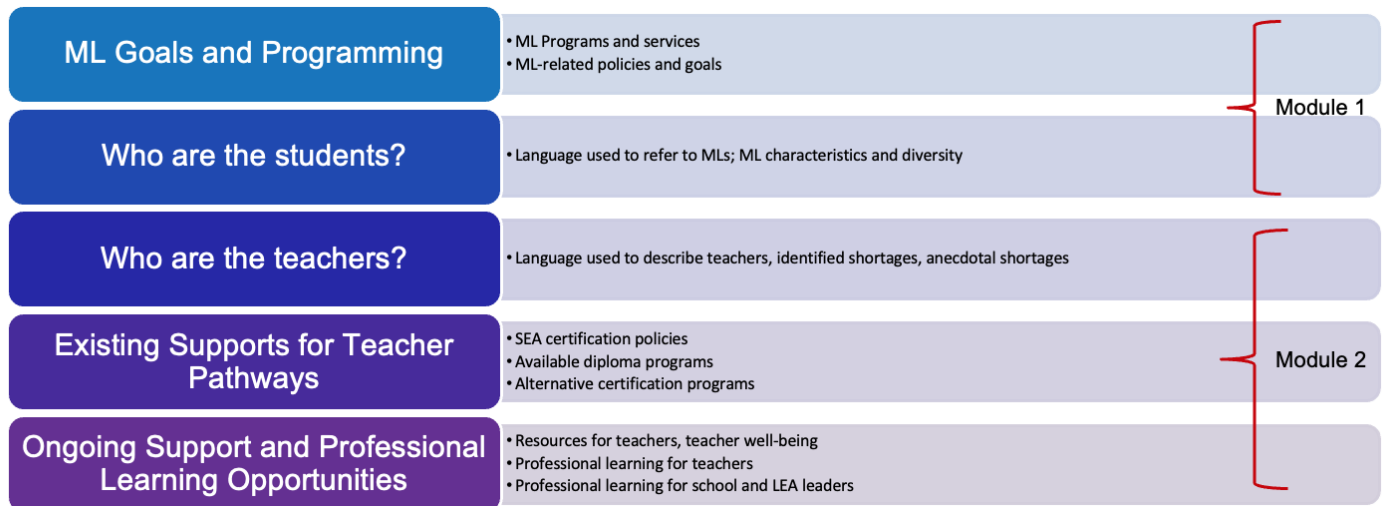 ML Goals and Programming
• ML Programs and services
• ML-related policies and goals
Module 1
Who are the students?
• Language used to refer to MLs; ML characteristics and diversity
Who are the teachers?
• Language used to describe teachers, identified shortages, anecdotal shortages
Existing Supports for Teacher
Pathways
• SEA certification policies
• Available diploma programs
• Alternative certification programs
Module 2
Ongoing Support and Professional
Learning Opportunities
• Resources for teachers, teacher well-being
• Professional learning for teachers
• Professional learning for school and LEA leaders